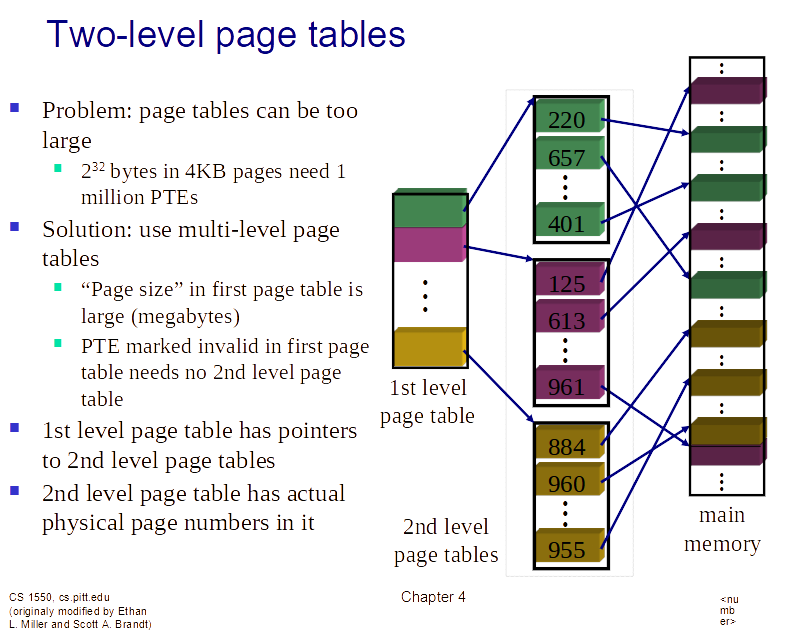 Two-level page tables
Problem: page tables can be too
large
2³² bytes in 4KB pages need 1
million PTEs
Solution: use multi-level page
tables
“Page size” in first page table is
large (megabytes)
PTE marked invalid in first page
table needs no 2nd level page
table
1st level page table has pointers
to 2nd level page tables
2nd level page table has actual
physical page numbers in it
1st level
page table
220
657
401
125
613
961
884
960
955
2nd level
page tables
main
memory
CS 1550, cs.pitt.edu
(originaly modified by Ethan
L. Miller and Scott A. Brandt)
Chapter 4
<nu
mb
er>